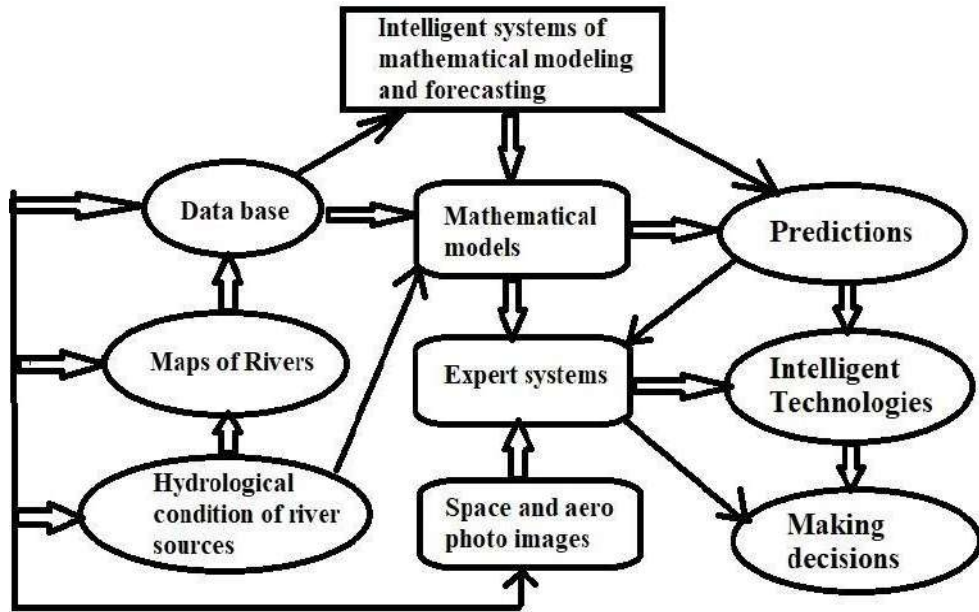 Intelligent systems of
mathematical modeling
and forecasting
Data base
Mathematical
models
Predictions
Maps of Rivers
Expert systems
Intelligent
Technologies
Hydrological
condition of river
sources
Space and aero
photo images
Making
decisions